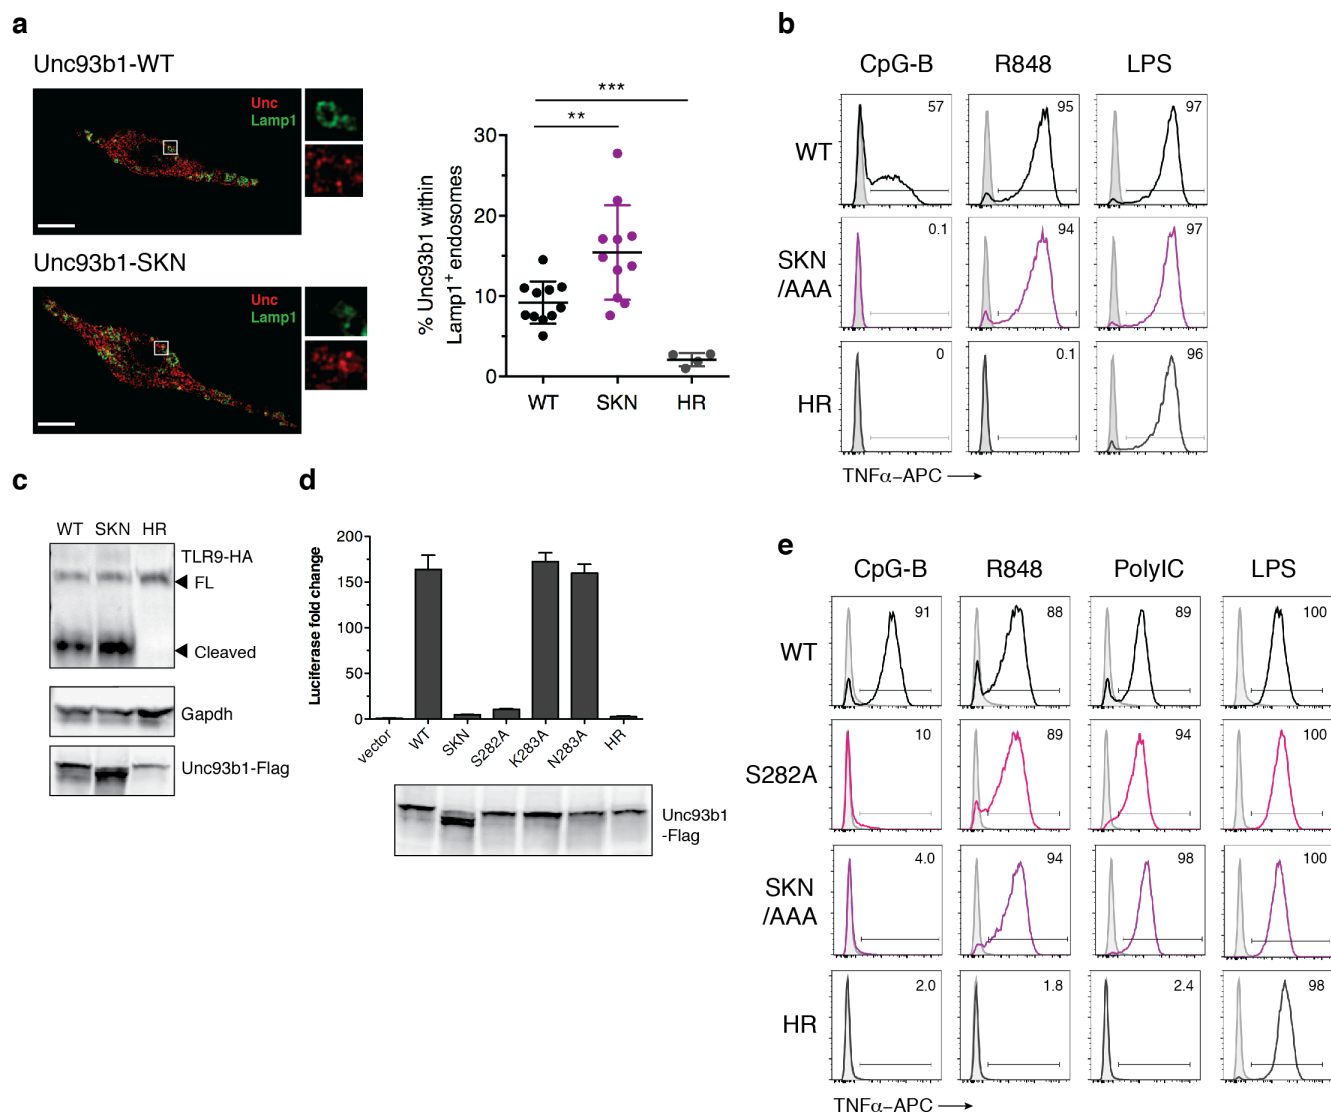 a
Unc93b1-WT
Unc
Lamp1
Unc93b1-SKN
Unc
Lamp1
% Unc93b1 within
Lamp1+ endosomes
***
**
30
20
10
0
WT SKN HR
b
CpG-B R848 LPS
WT
57 95 97
SKN
/AAA
0.1 94 97
HR
0 0.1 96
TNFα–APC
c
WT SKN HR
TLR9-HA
FL
Cleaved
Gapdh
Unc93b1-Flag
d
Luciferase fold change
200
150
100
50
0
vector WT SKN S282A K283A N283A HR
Unc93b1
-Flag
e
CpG-B R848 PolyIC LPS
WT
91 88 89 100
S282A
10 89 94 100
SKN
/AAA
4.0 94 98 100
HR
2.0 1.8 2.4 98
TNFα–APC